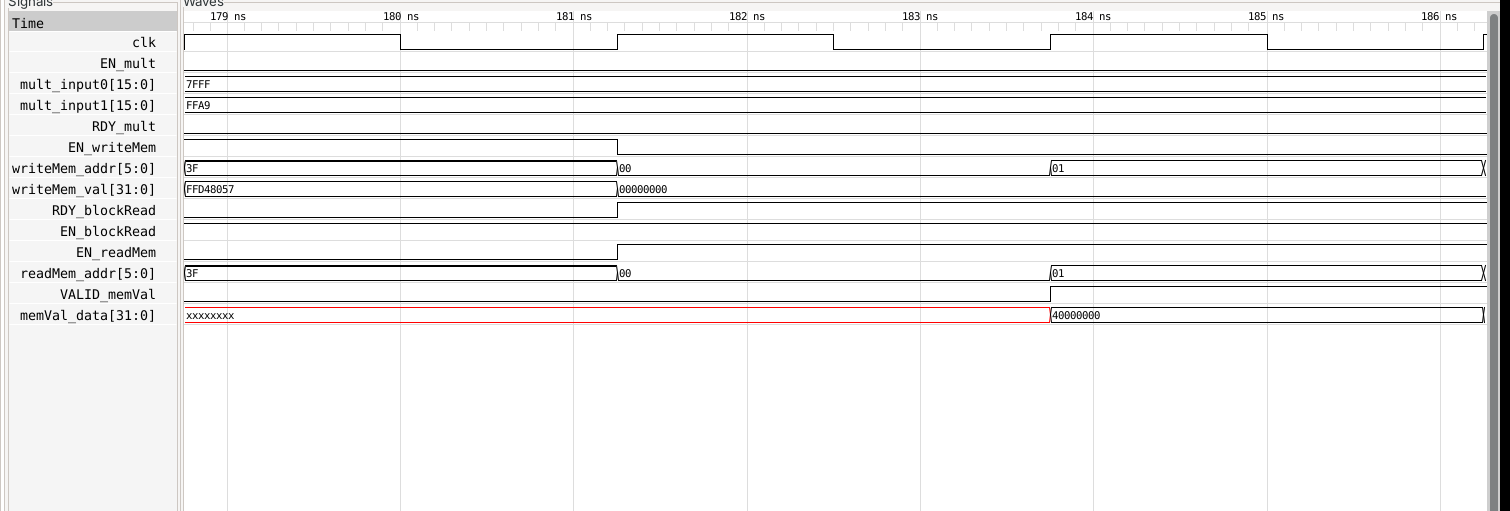 Signals
Waves
Time
179 ns 180 ns 181 ns 182 ns 183 ns 184 ns 185 ns 186 ns
clk
EN_mult
mult_input0[15:0] 7FFF
mult_input1[15:0] FFA9
RDY_mult
EN_writeMem
writeMem_addr[5:0] 3F 00 01
writeMem_val[31:0] FFD48057 00000000
RDY_blockRead
EN_blockRead
EN_readMem
readMem_addr[5:0] 3F 00 01
VALID_memVal
memVal_data[31:0] xxxxxxxx 40000000